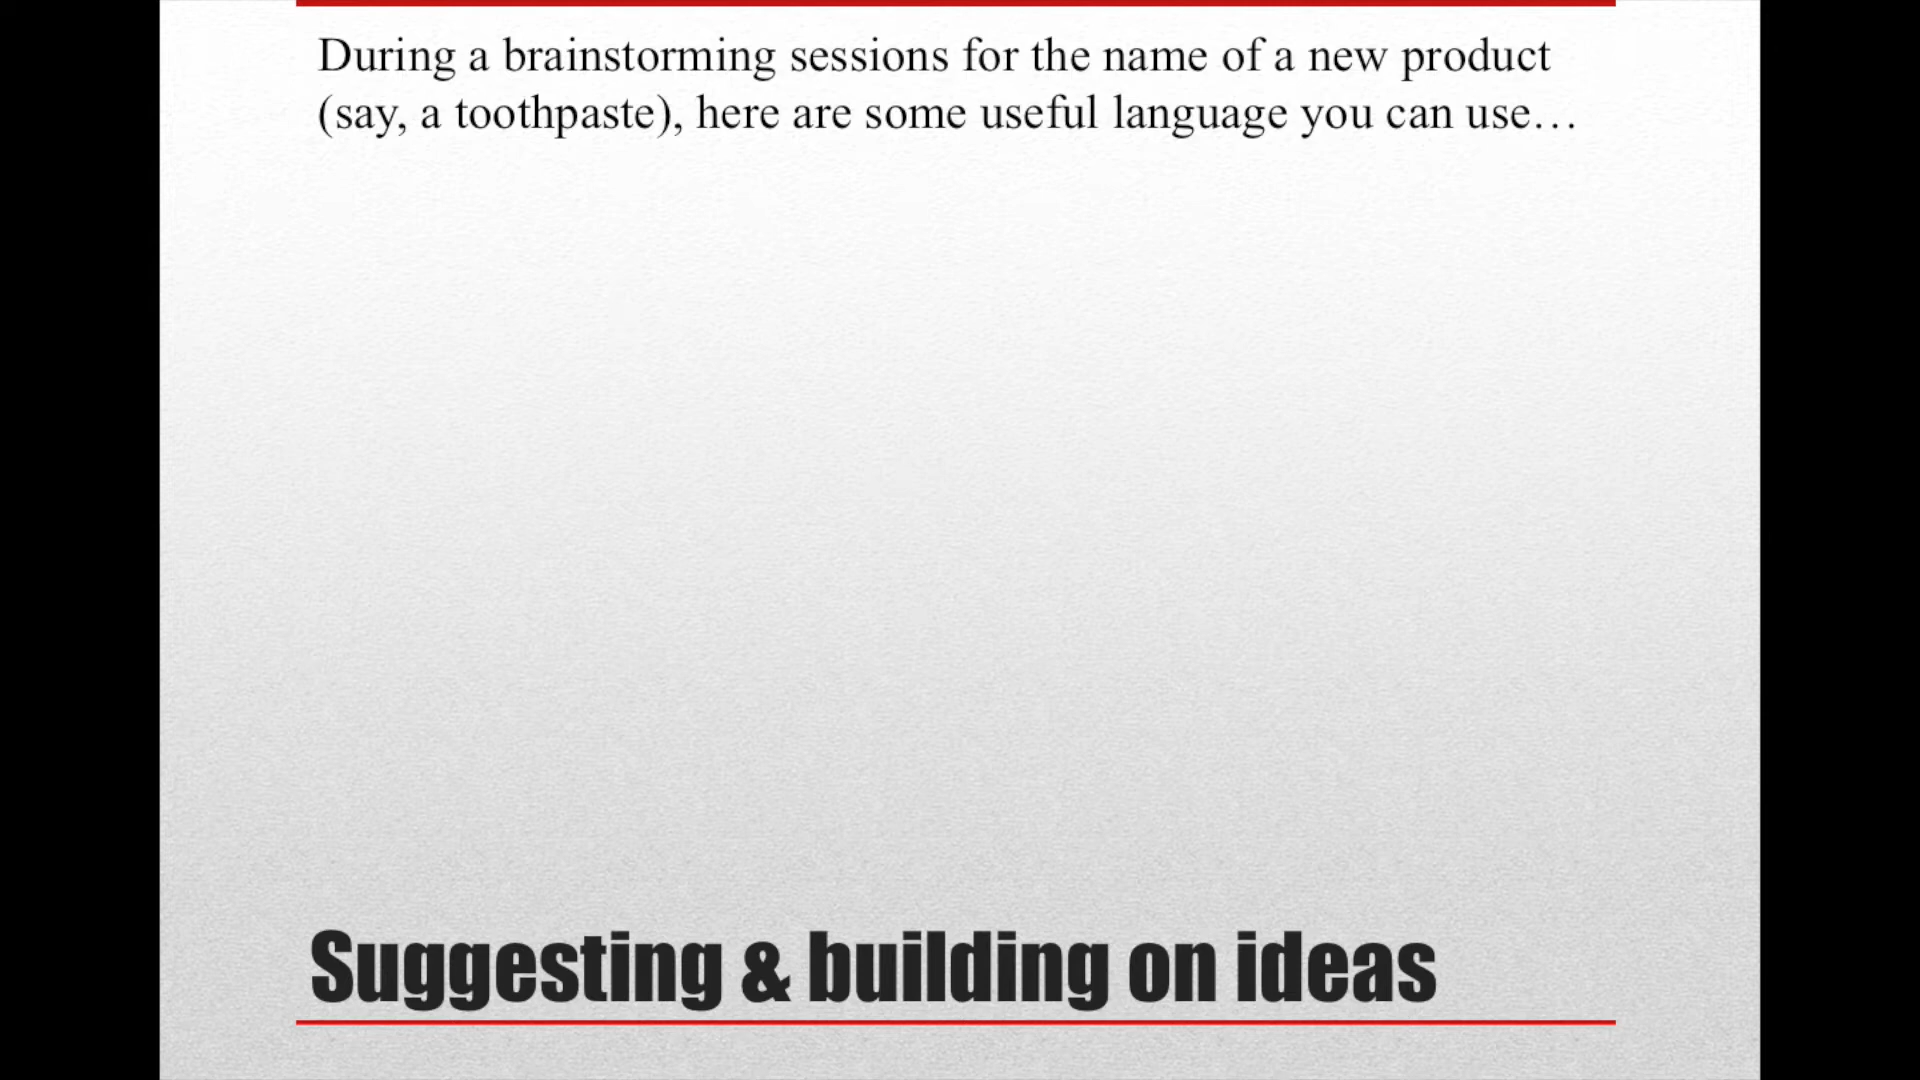 During a brainstorming sessions for the name of a new product
(say, a toothpaste), here are some useful language you can use…
Suggesting & building on ideas